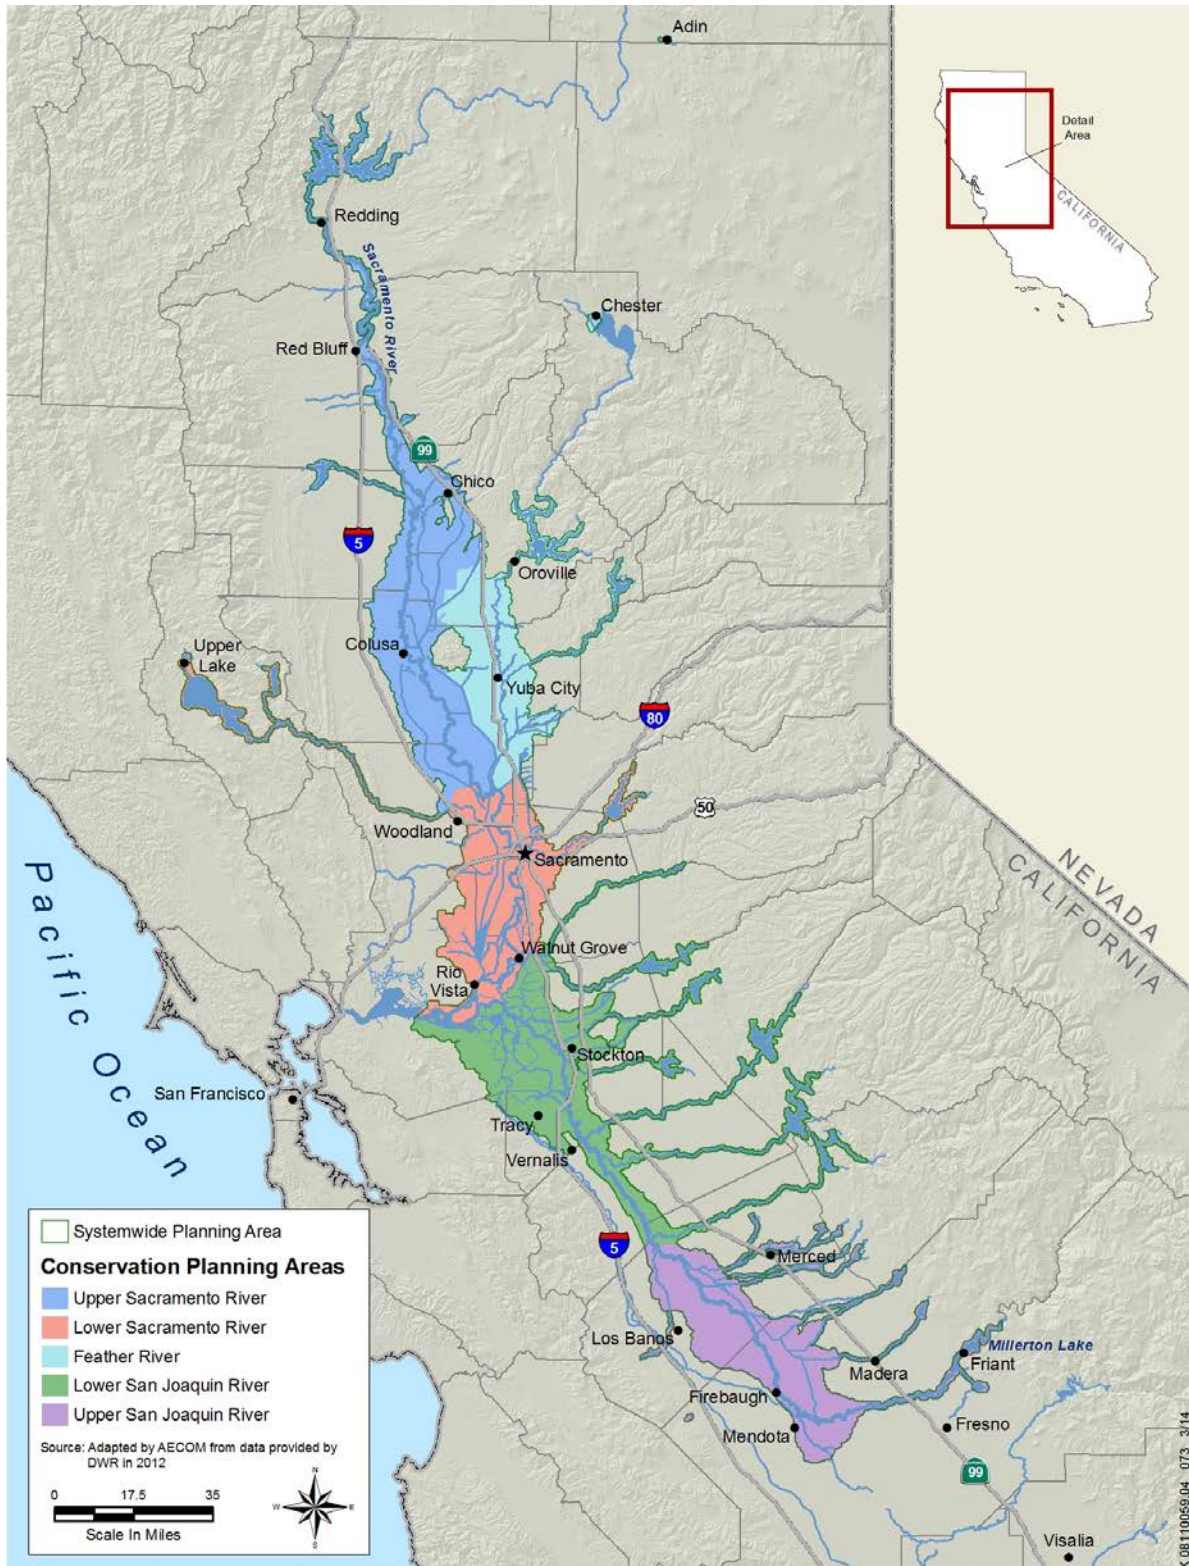 Adin
Detail
Area
CALIFORNIA
Redding
Sacramento River
Chester
Red Bluff
99
Chico
5
Oroville
Colusa
Upper
Lake
Yuba City
80
50
Woodland
Sacramento
NEVADA
CALIFORNIA
Pacific Ocean
Walnut Grove
Rio
Vista
Stockton
San Francisco
Tracy
Vernalis
5
Merced
Los Banos
Millerton Lake
Friant
Madera
Firebaugh
Mendota
Fresno
99
Visalia
Systemwide Planning Area
Conservation Planning Areas
Upper Sacramento River
Lower Sacramento River
Feather River
Lower San Joaquin River
Upper San Joaquin River
Source: Adapted by AECOM from data provided by
DWR in 2012
0 17.5 35
Scale In Miles
N
W E
S
08110059.04 073 3/14